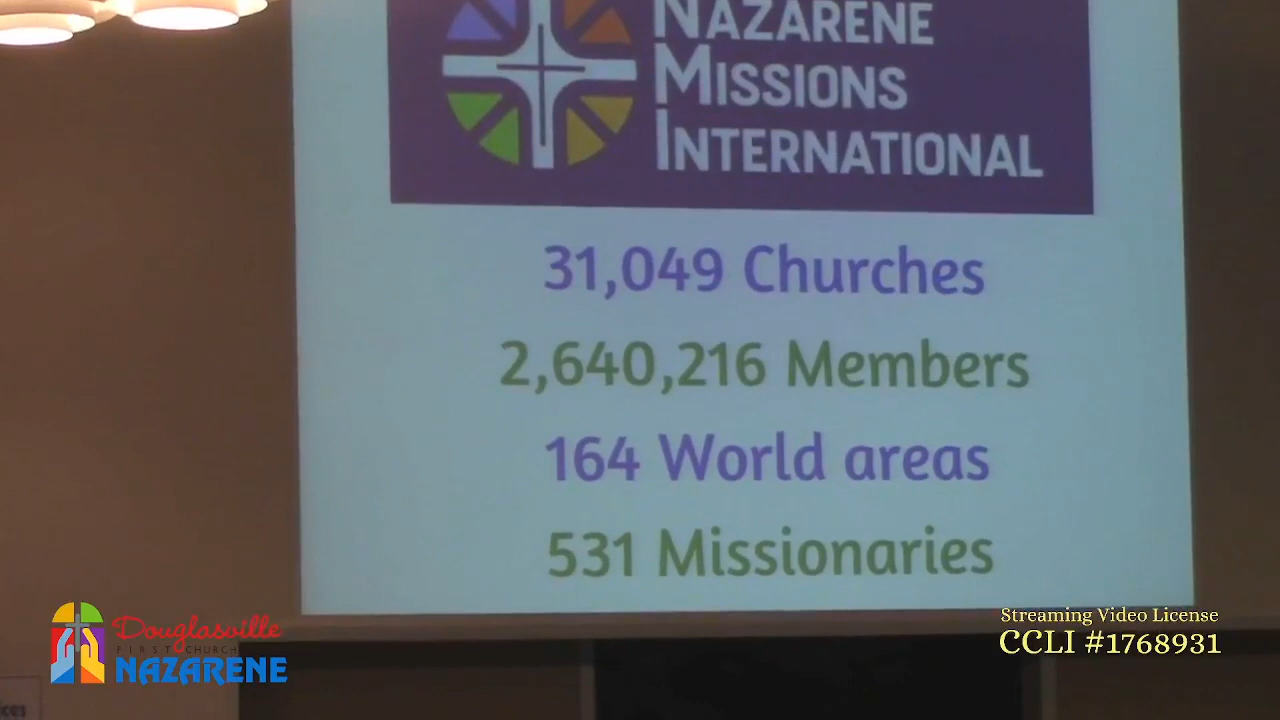 NAZARENE
MISSIONS
INTERNATIONAL
31,049 Churches
2,640,216 Members
164 World areas
531 Missionaries
Streaming Video License
CCLI #1768931
Douglasville
FIRST CHURCH
NAZARENE